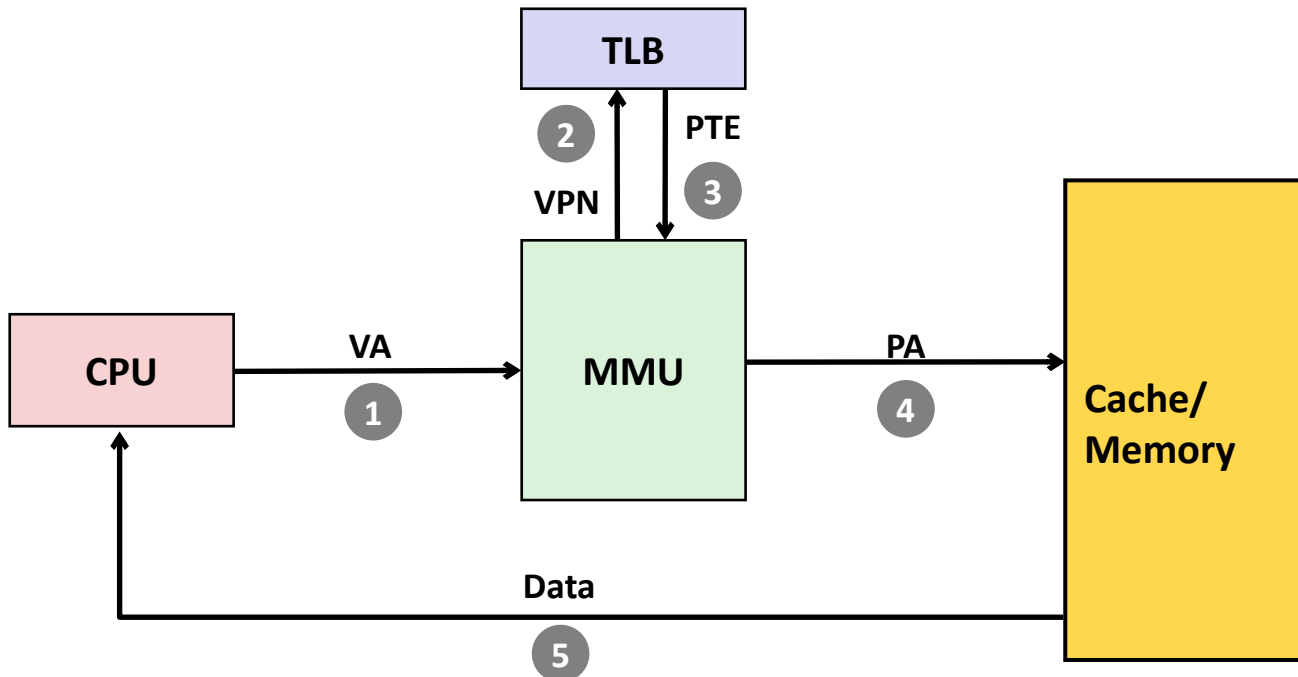 TLB
2
PTE
VPN
3
CPU
VA
1
MMU
PA
4
Cache/
Memory
Data
5